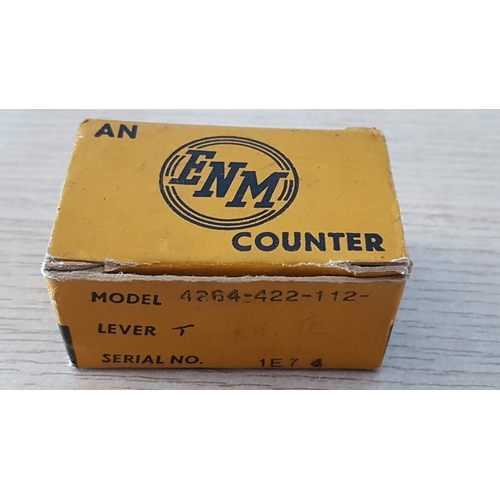 AN
ENM
COUNTER
MODEL 4264-422-112-
LEVER T
SERIAL NO. 1E7 4